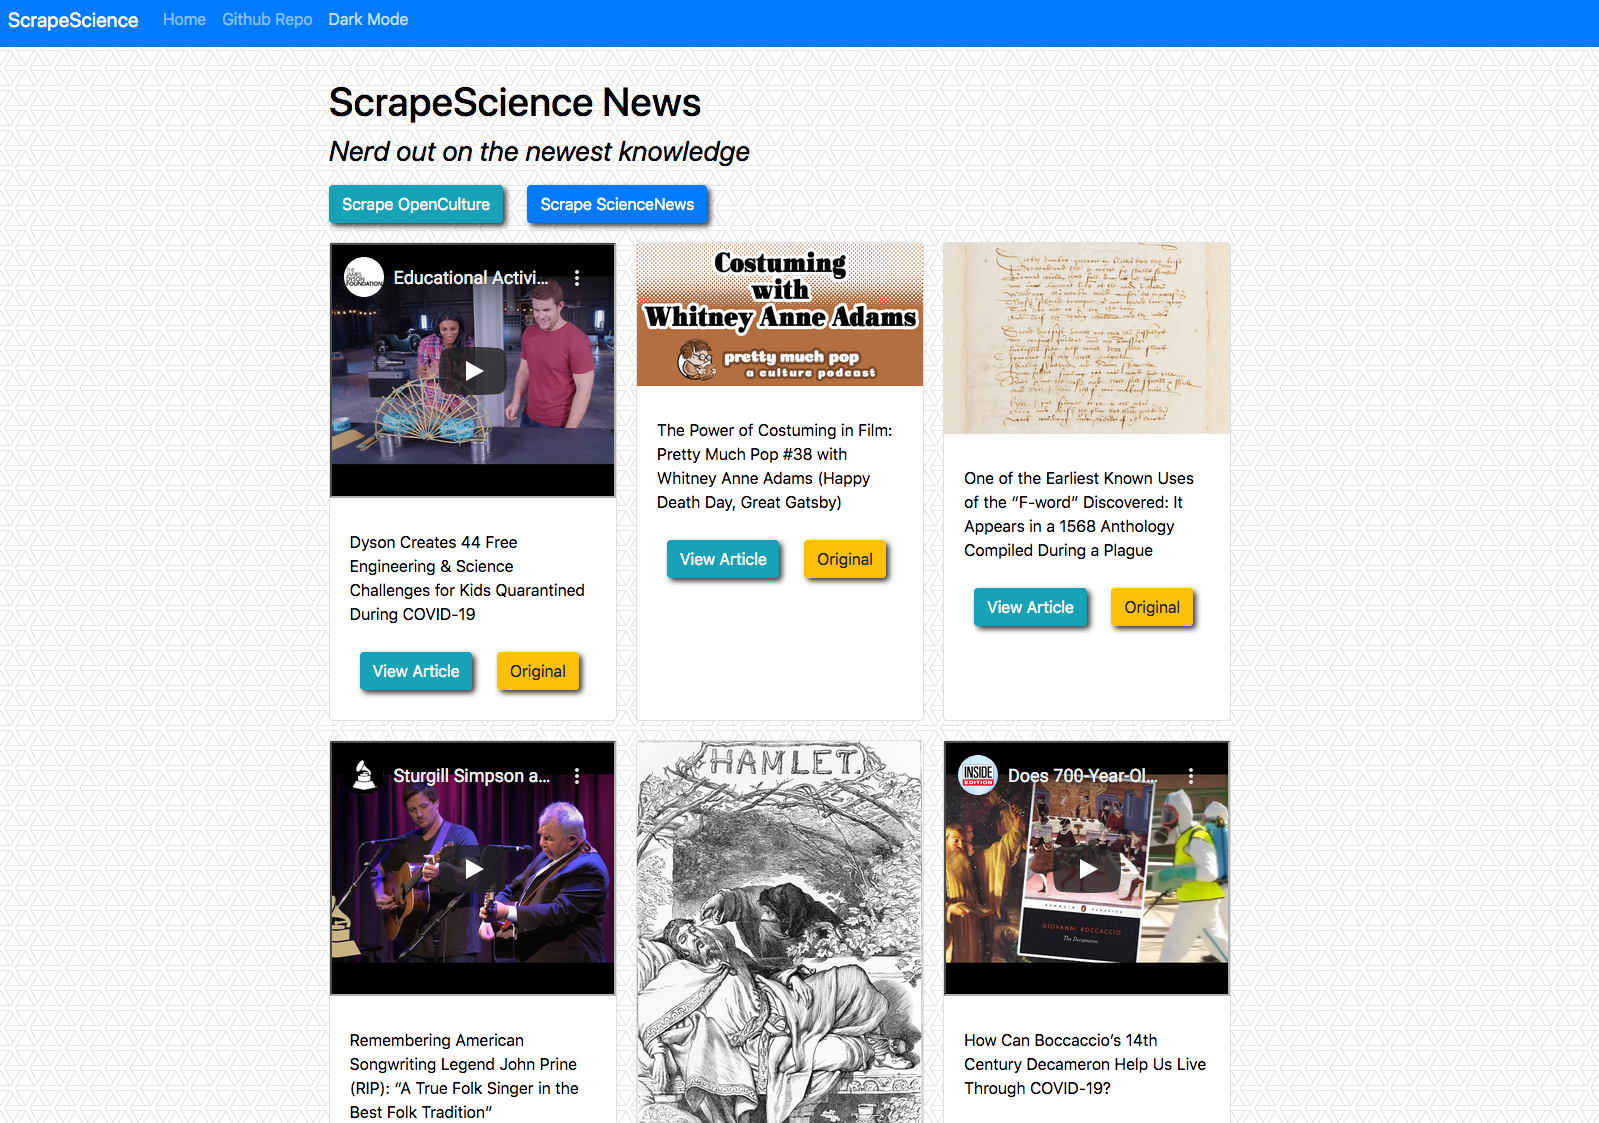 ScrapeScience Home Github Repo Dark Mode
ScrapeScience News
Nerd out on the newest knowledge
Scrape OpenCulture Scrape ScienceNews
THE JAMES DYSON FOUNDATION
Educational Activi...
Dyson Creates 44 Free
Engineering & Science
Challenges for Kids Quarantined
During COVID-19
View Article Original
Costuming
with
Whitney Anne Adams
pretty much pop
a culture podcast
The Power of Costuming in Film:
Pretty Much Pop #38 with
Whitney Anne Adams (Happy
Death Day, Great Gatsby)
View Article Original
One of the Earliest Known Uses
of the “F-word” Discovered: It
Appears in a 1568 Anthology
Compiled During a Plague
View Article Original
Sturgill Simpson a...
Remembering American
Songwriting Legend John Prine
(RIP): “A True Folk Singer in the
Best Folk Tradition”
HAMLET.
INSIDE
EDITION
Does 700-Year-Ol...
PENGUIN CLASSICS
GIOVANNI BOCCACCIO
The Decameron
How Can Boccaccio’s 14th
Century Decameron Help Us Live
Through COVID-19?